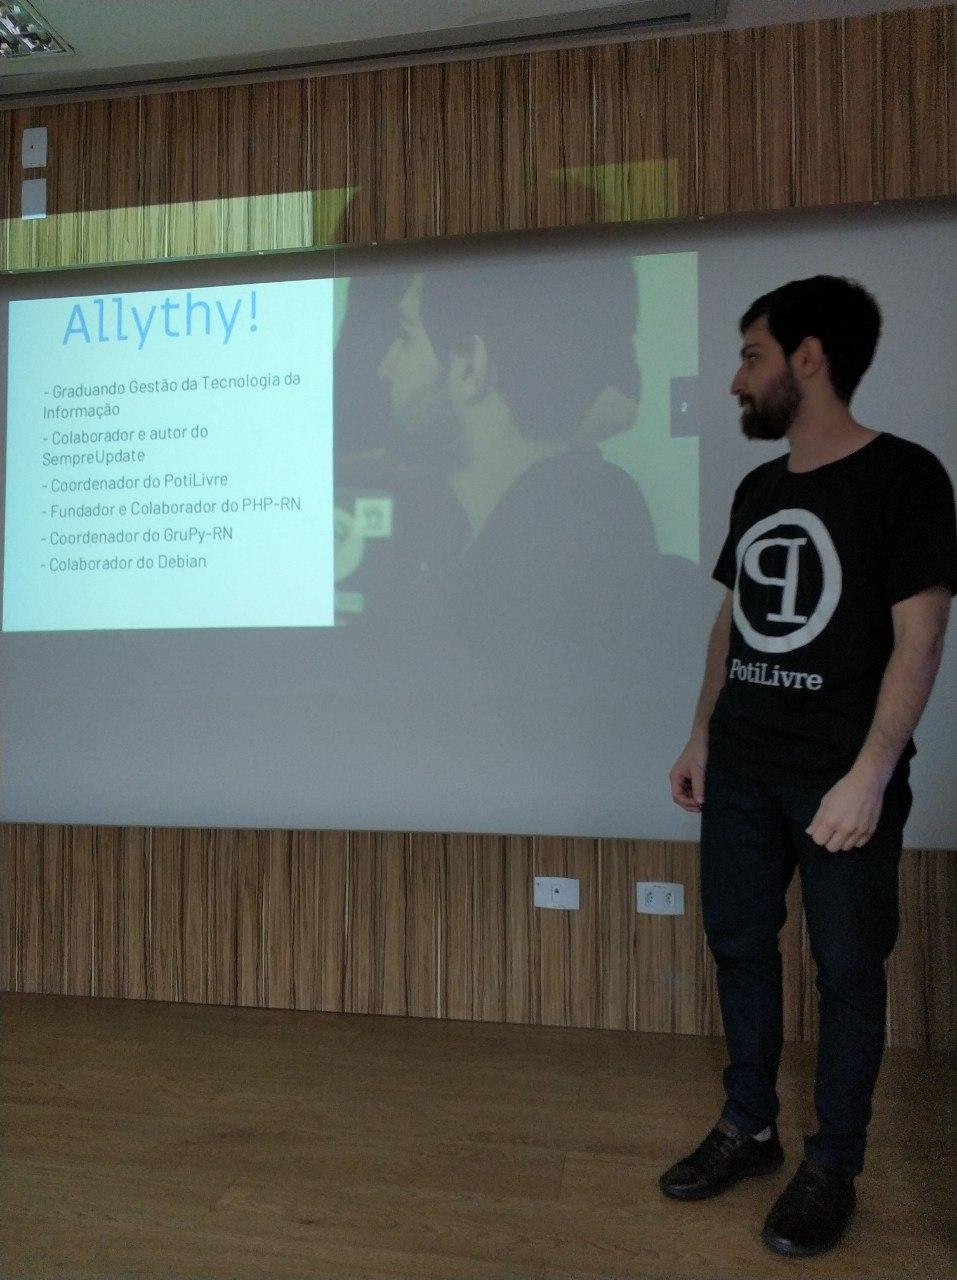 Allythy!
- Graduando Gestão da Tecnologia da
Informação
- Colaborador e autor do
SempreUpdate
- Coordenador do PotiLivre
- Fundador e Colaborador do PHP-RN
- Coordenador do GruPy-RN
- Colaborador do Debian
2
PotiLivre